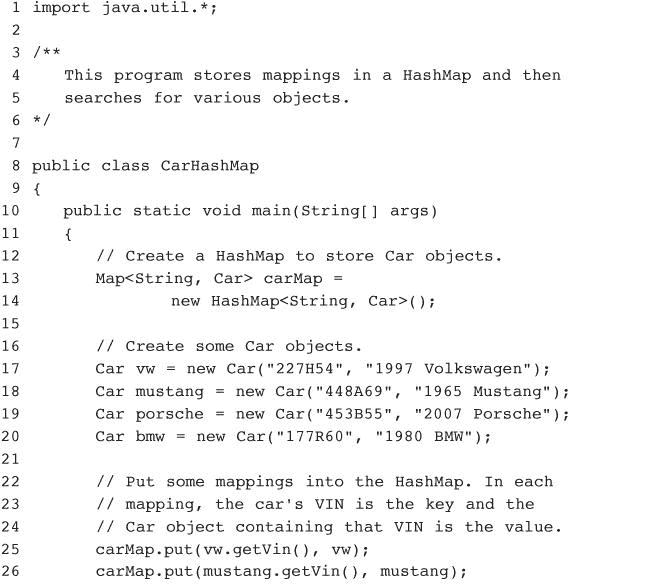 1 import java.util.*;
2
3 /**
4    This program stores mappings in a HashMap and then
5    searches for various objects.
6 */
7
8 public class CarHashMap
9 {
10    public static void main(String[] args)
11    {
12       // Create a HashMap to store Car objects.
13       Map<String, Car> carMap =
14              new HashMap<String, Car>();
15
16       // Create some Car objects.
17       Car vw = new Car("227H54", "1997 Volkswagen");
18       Car mustang = new Car("448A69", "1965 Mustang");
19       Car porsche = new Car("453B55", "2007 Porsche");
20       Car bmw = new Car("177R60", "1980 BMW");
21
22       // Put some mappings into the HashMap. In each
23       // mapping, the car's VIN is the key and the
24       // Car object containing that VIN is the value.
25       carMap.put(vw.getVin(), vw);
26       carMap.put(mustang.getVin(), mustang);